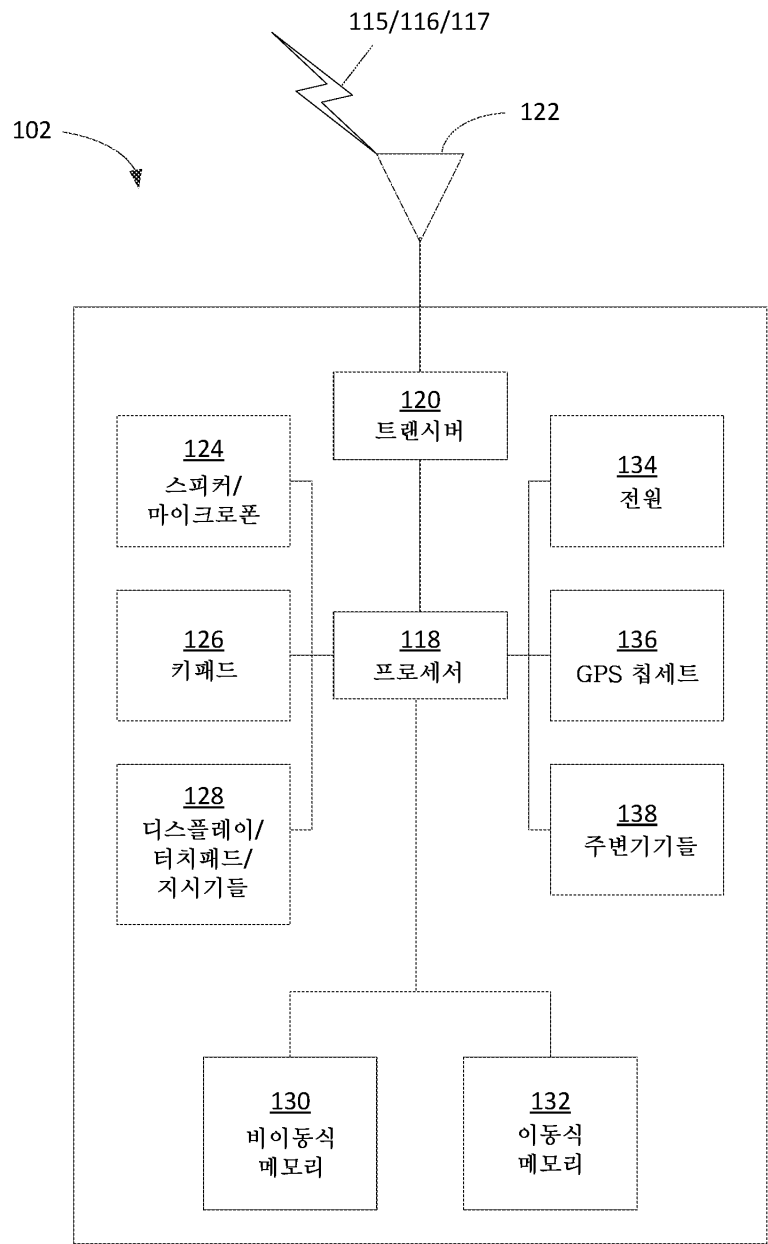 115/116/117
122
102
120
트랜시버
124
스피커/
마이크로폰
134
전원
126
키패드
118
프로세서
136
GPS 칩세트
128
디스플레이/
터치패드/
지시기들
138
주변기기들
130
비이동식
메모리
132
이동식
메모리